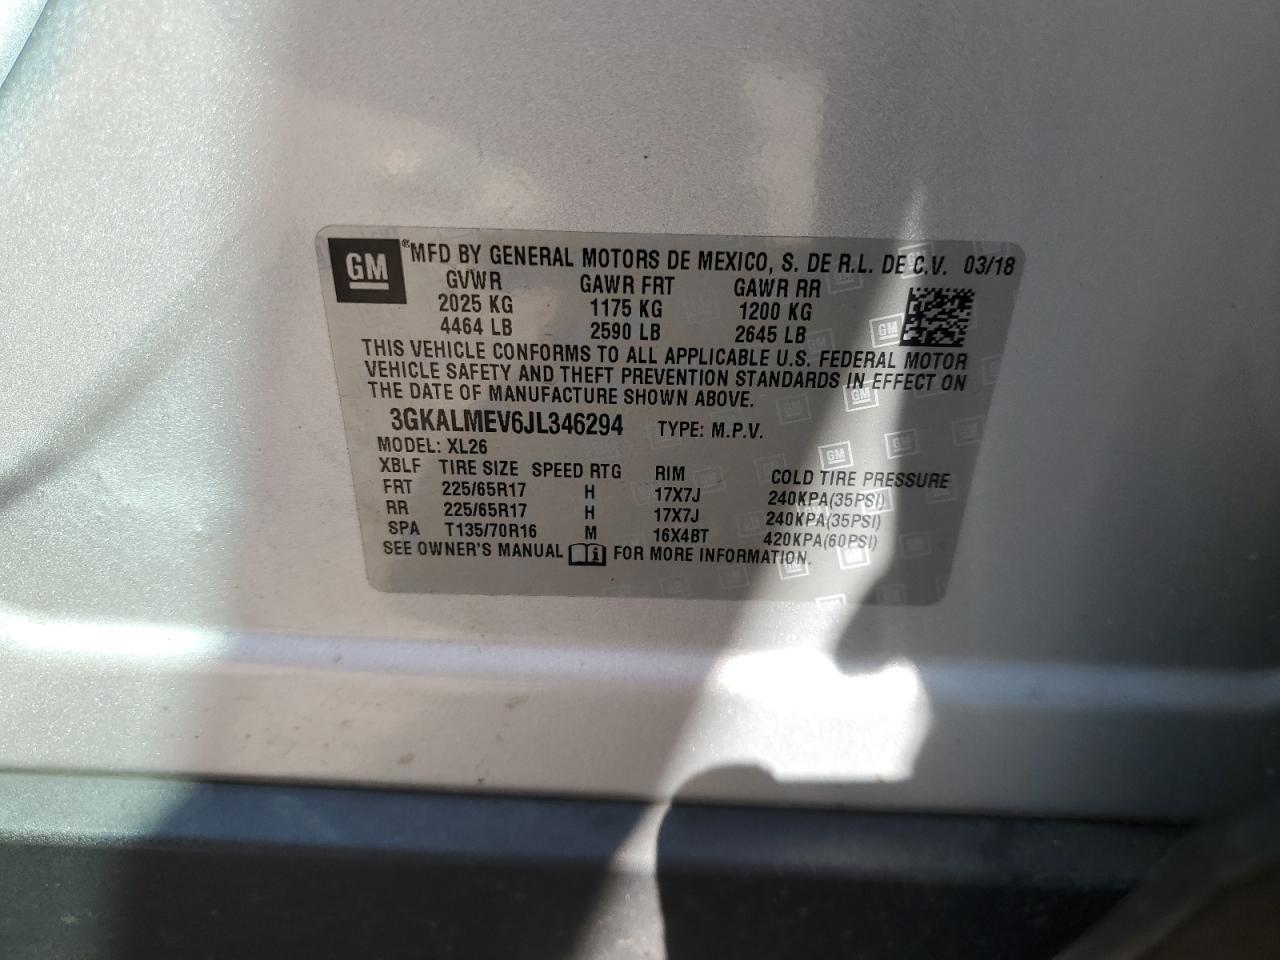 GM ® MFD BY GENERAL MOTORS DE MEXICO, S. DE R.L. DE C.V. 03/18
GVWR GAWR FRT GAWR RR
2025 KG 1175 KG 1200 KG
4464 LB 2590 LB 2645 LB
THIS VEHICLE CONFORMS TO ALL APPLICABLE U.S. FEDERAL MOTOR
VEHICLE SAFETY AND THEFT PREVENTION STANDARDS IN EFFECT ON
THE DATE OF MANUFACTURE SHOWN ABOVE.
3GKALMEV6JL346294 TYPE: M.P.V.
MODEL: XL26
XBLF TIRE SIZE SPEED RTG RIM COLD TIRE PRESSURE
FRT 225/65R17 H 17X7J 240KPA(35PSI)
RR 225/65R17 H 17X7J 240KPA(35PSI)
SPA T135/70R16 M 16X4BT 420KPA(60PSI)
SEE OWNER'S MANUAL i FOR MORE INFORMATION.